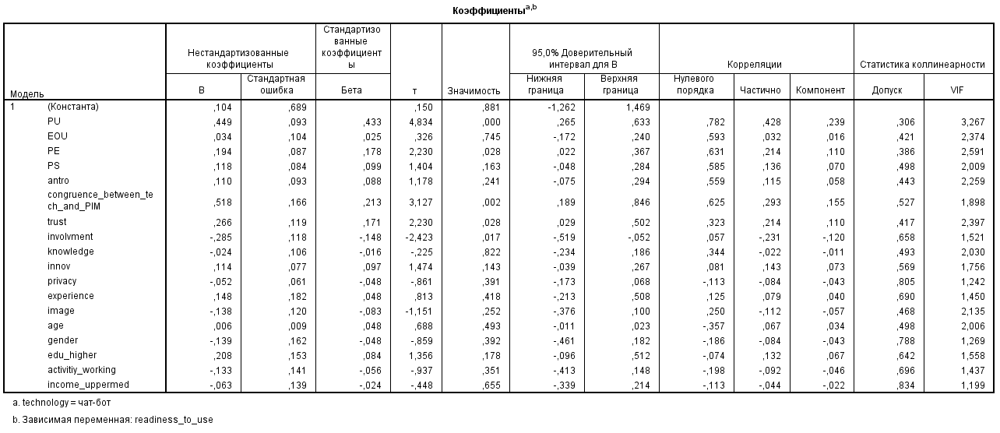 Коэффициентыa,b
Модель Нестандартизованные коэффициенты Стандартизованные коэффициенты т Значимость 95,0% Доверительный интервал для B Корреляции Статистика коллинеарности
B Стандартная ошибка Бета Нижняя граница Верхняя граница Нулевого порядка Частично Компонент Допуск VIF
1 (Константа) ,104 ,689 ,150 ,881 -1,262 1,469
PU ,449 ,093 ,433 4,834 ,000 ,265 ,633 ,782 ,428 ,239 ,306 3,267
EOU ,034 ,104 ,025 ,326 ,745 -,172 ,240 ,593 ,032 ,016 ,421 2,374
PE ,194 ,087 ,178 2,230 ,028 ,022 ,367 ,631 ,214 ,110 ,386 2,591
PS ,118 ,084 ,099 1,404 ,163 -,048 ,284 ,585 ,136 ,070 ,498 2,009
antro ,110 ,093 ,088 1,178 ,241 -,075 ,294 ,559 ,115 ,058 ,443 2,259
congruence_between_te
ch_and_PIM ,518 ,166 ,213 3,127 ,002 ,189 ,846 ,625 ,293 ,155 ,527 1,898
trust ,266 ,119 ,171 2,230 ,028 ,029 ,502 ,323 ,214 ,110 ,417 2,397
involvment -,285 ,118 -,148 -2,423 ,017 -,519 -,052 ,057 -,231 -,120 ,658 1,521
knowledge -,024 ,106 -,016 -,225 ,822 -,234 ,186 ,344 -,022 -,011 ,493 2,030
innov ,114 ,077 ,097 1,474 ,143 -,039 ,267 ,081 ,143 ,073 ,569 1,756
privacy -,052 ,061 -,048 -,861 ,391 -,173 ,068 -,113 -,084 -,043 ,805 1,242
experience ,148 ,182 ,048 ,813 ,418 -,213 ,508 ,125 ,079 ,040 ,690 1,450
image -,138 ,120 -,083 -1,151 ,252 -,376 ,100 ,250 -,112 -,057 ,468 2,135
age ,006 ,009 ,048 ,688 ,493 -,011 ,023 -,357 ,067 ,034 ,498 2,006
gender -,139 ,162 -,048 -,859 ,392 -,461 ,182 -,186 -,084 -,043 ,788 1,269
edu_higher ,208 ,153 ,084 1,356 ,178 -,096 ,512 -,074 ,132 ,067 ,642 1,558
activitiy_working -,133 ,141 -,056 -,937 ,351 -,413 ,148 -,198 -,092 -,046 ,696 1,437
income_uppermed -,063 ,139 -,024 -,448 ,655 -,339 ,214 -,113 -,044 -,022 ,834 1,199
a. technology = чат-бот
b. Зависимая переменная: readiness_to_use